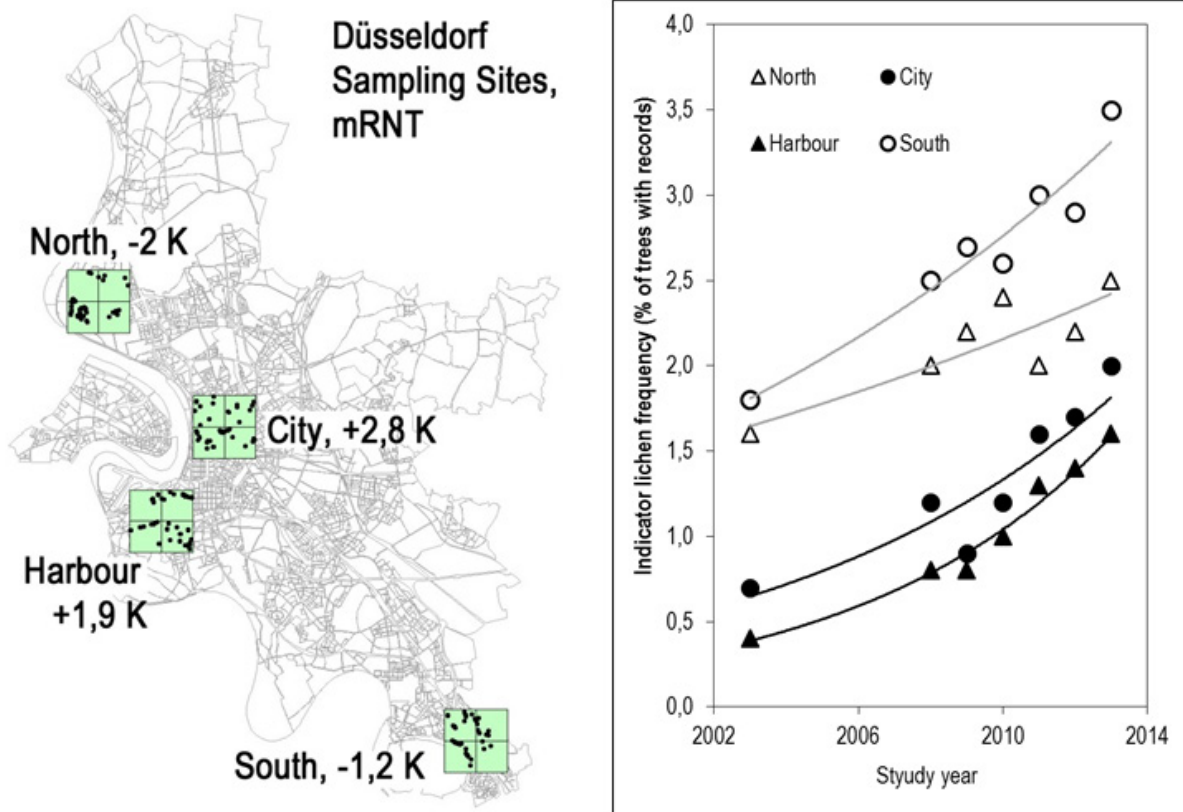 Düsseldorf
Sampling Sites,
mRNT
North, -2 K
City, +2,8 K
Harbour
+1,9 K
South, -1,2 K
Indicator lichen frequency (% of trees with records)
4,0
3,5
3,0
2,5
2,0
1,5
1,0
0,5
0,0
North
City
Harbour
South
2002
2006
2010
2014
Styudy year